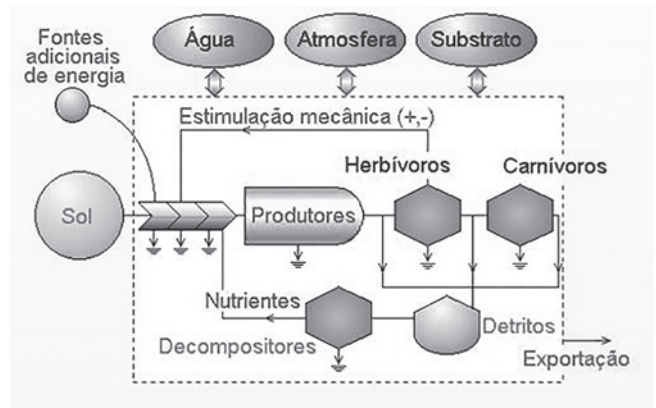 Fontes
adicionais
de energia
Água
Atmosfera
Substrato
Estimulação mecânica (+,-)
Herbívoros
Carnívoros
Sol
Produtores
Nutrientes
Decompositores
Detritos
Exportação